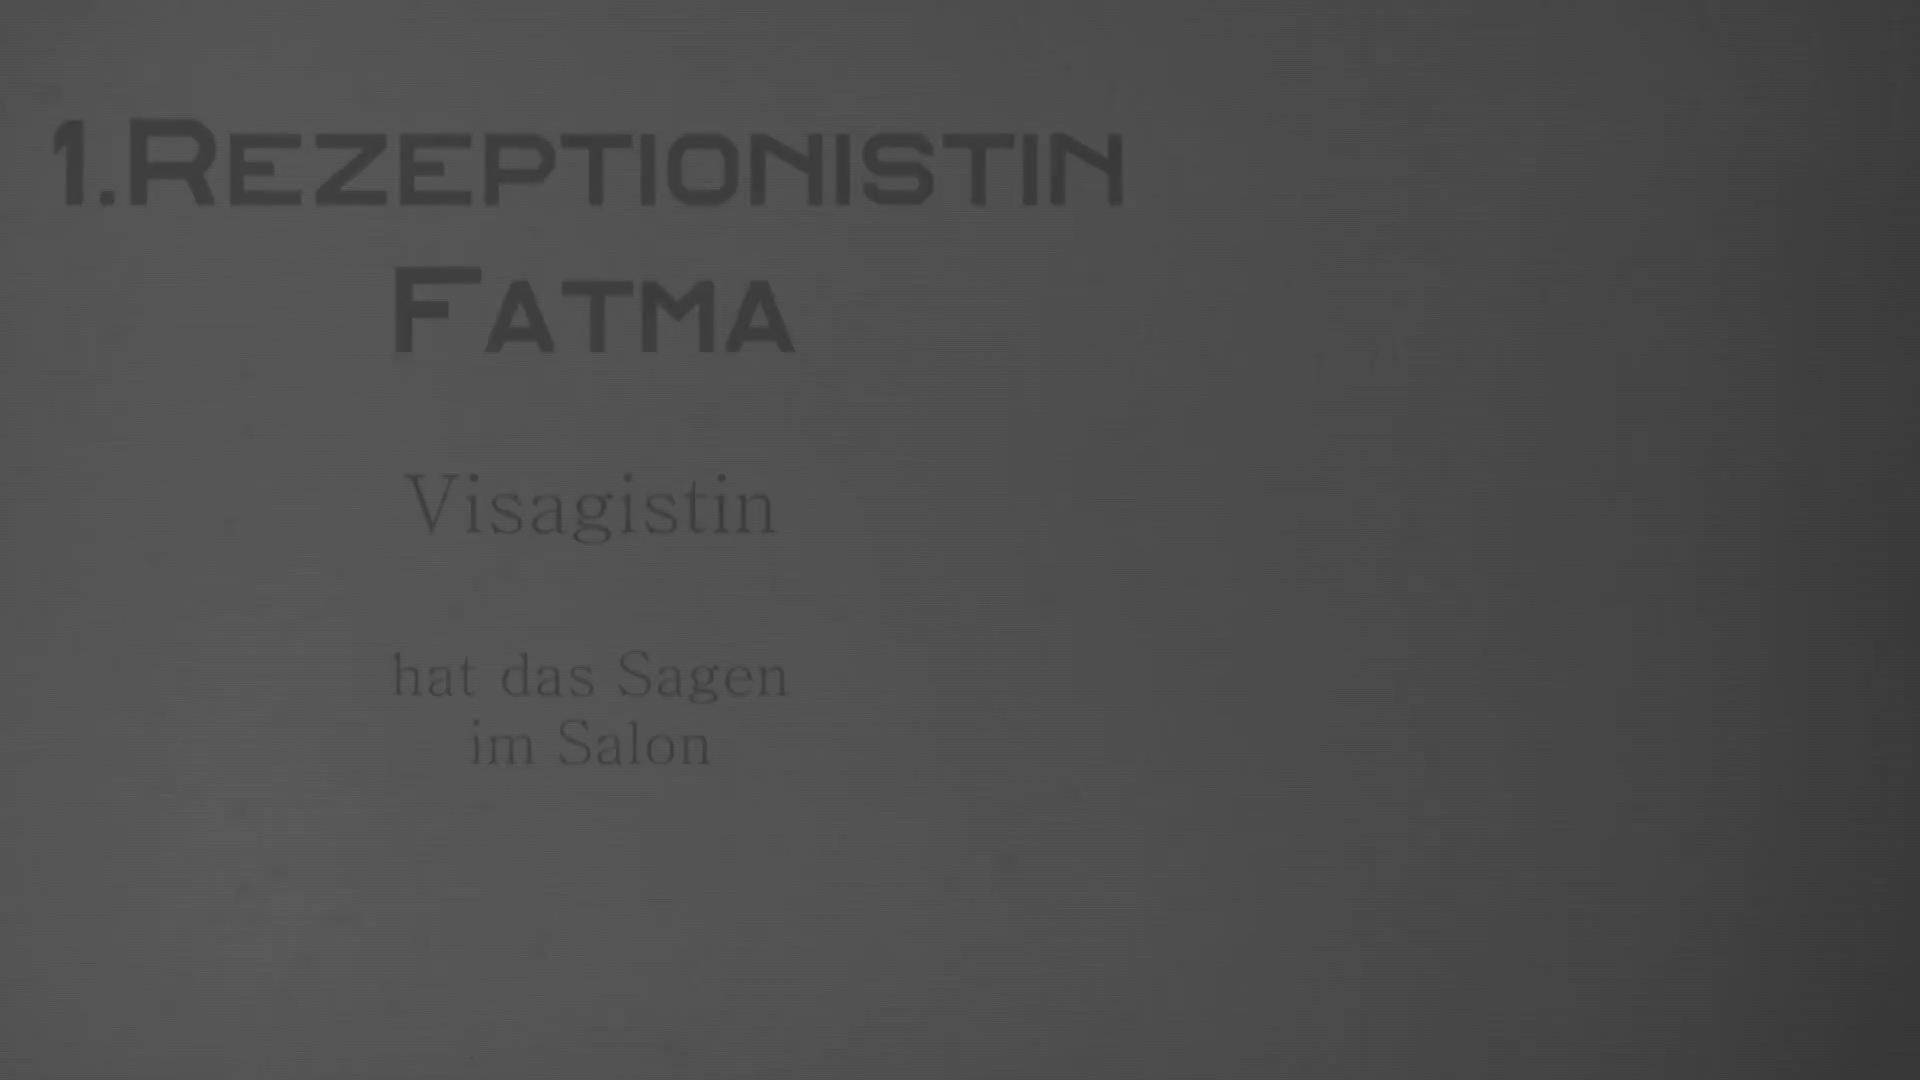 1.Rezeptionistin
Fatma
Visagistin
hat das Sagen
im Salon